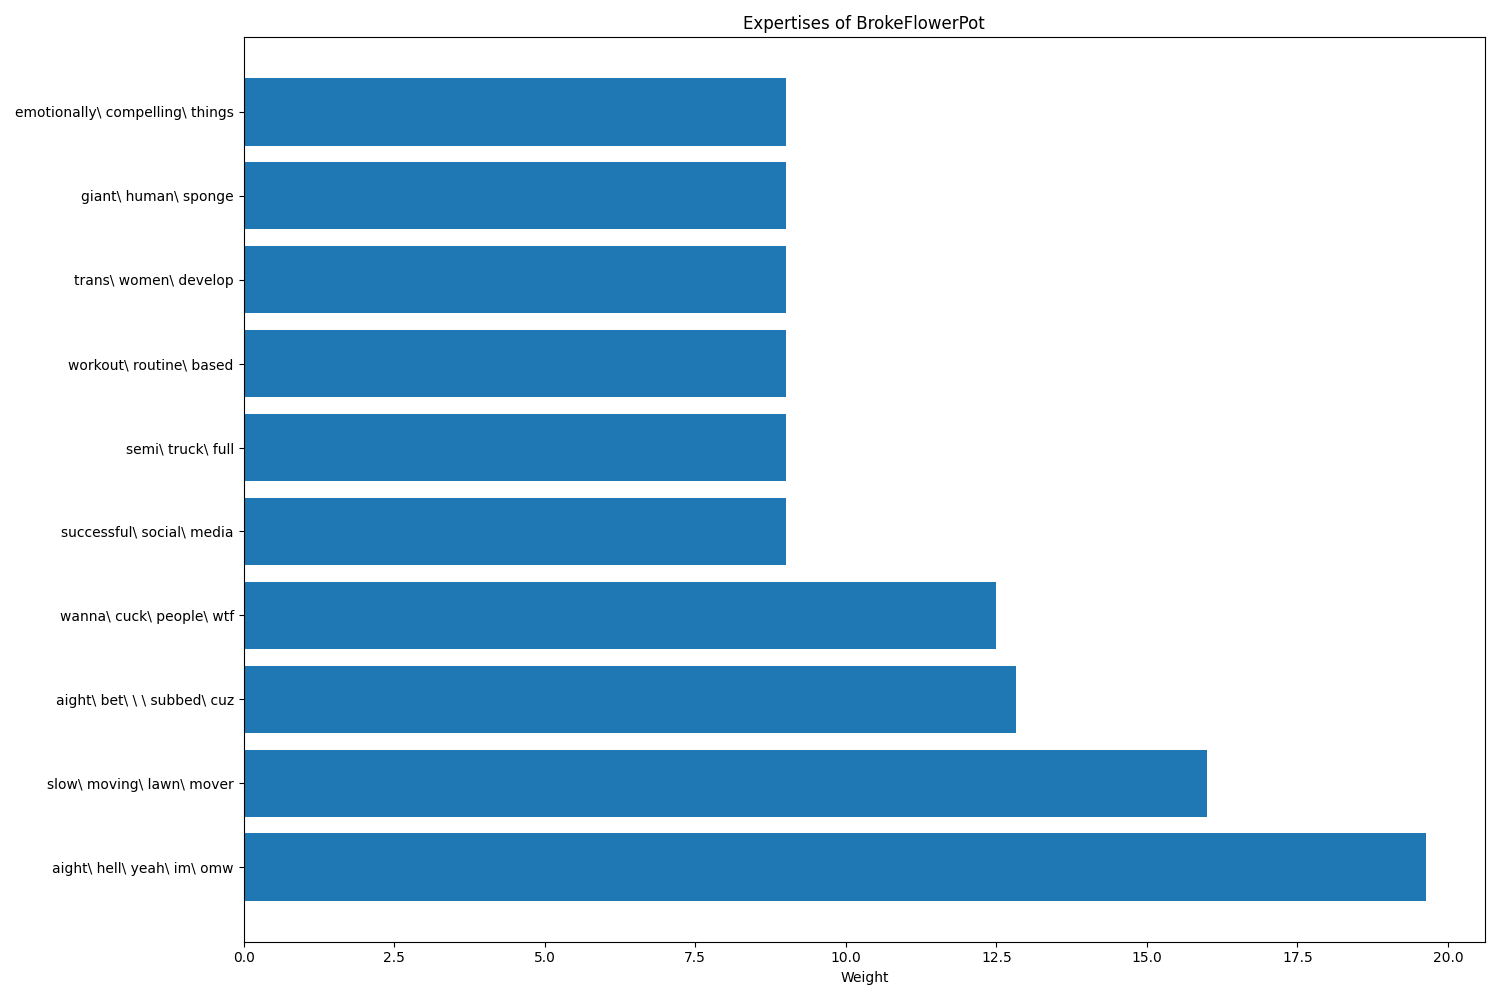 Expertises of BrokeFlowerPot
emotionally\ compelling\ things
giant\ human\ sponge
trans\ women\ develop
workout\ routine\ based
semi\ truck\ full
successful\ social\ media
wanna\ cuck\ people\ wtf
aight\ bet\ \ \ subbed\ cuz
slow\ moving\ lawn\ mover
aight\ hell\ yeah\ im\ omw
0.0 2.5 5.0 7.5 10.0 12.5 15.0 17.5 20.0
Weight